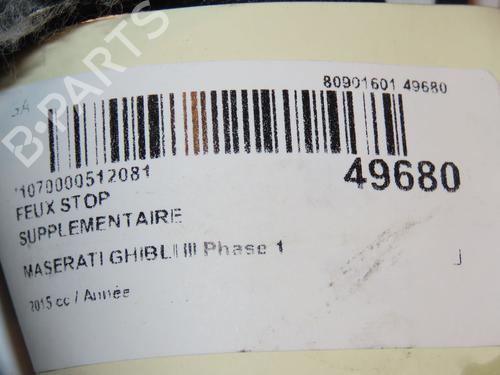 80901601 49680
B-PARTS
*1070000512081
49680
FEUX STOP
SUPPLEMENTAIRE
MASERATI GHIBLI III Phase 1
J
2015 cc / Année